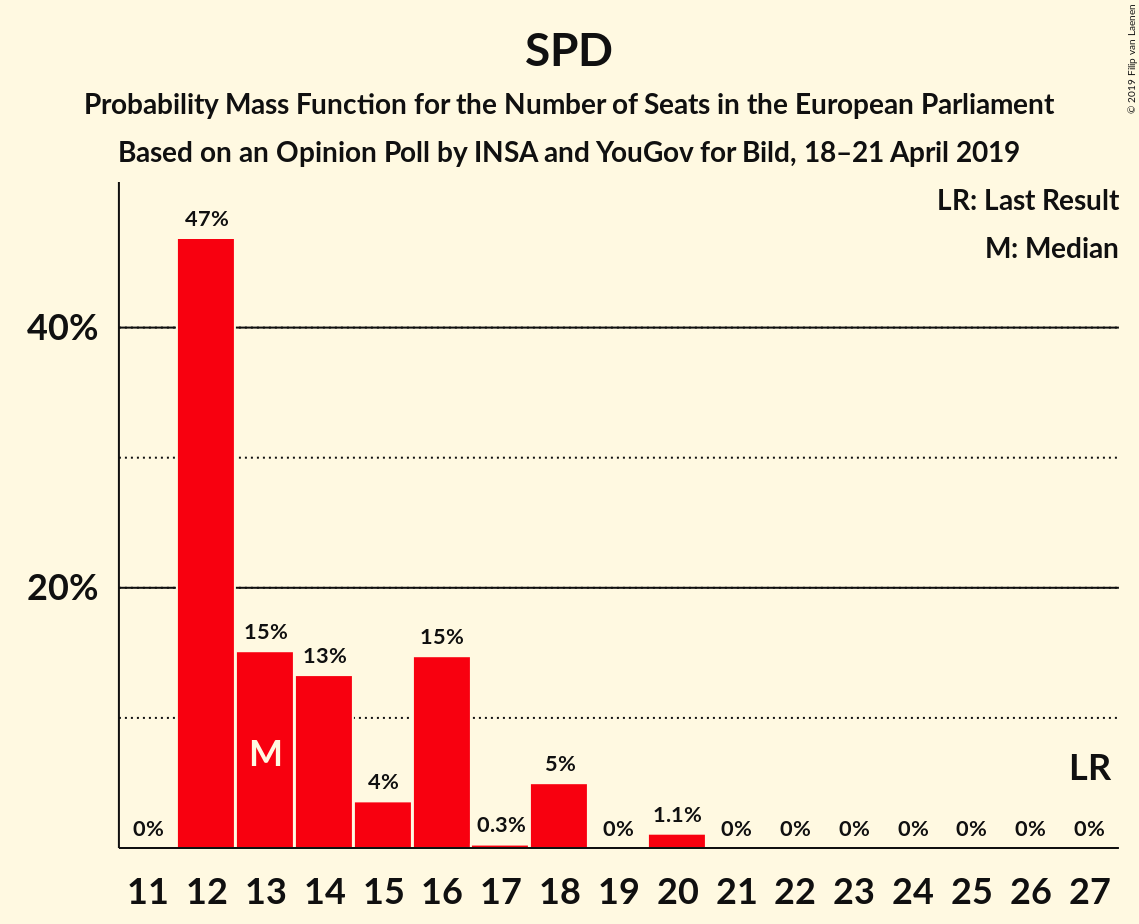 SPD
Probability Mass Function for the Number of Seats in the European Parliament
Based on an Opinion Poll by INSA and YouGov for Bild, 18–21 April 2019
© 2019 Filip van Laenen
LR: Last Result
M: Median
40%
20%
0% 47% 15% 13% 4% 15% 0.3% 5% 0% 1.1% 0% 0% 0% 0% 0% 0% 0%
M
LR
11 12 13 14 15 16 17 18 19 20 21 22 23 24 25 26 27